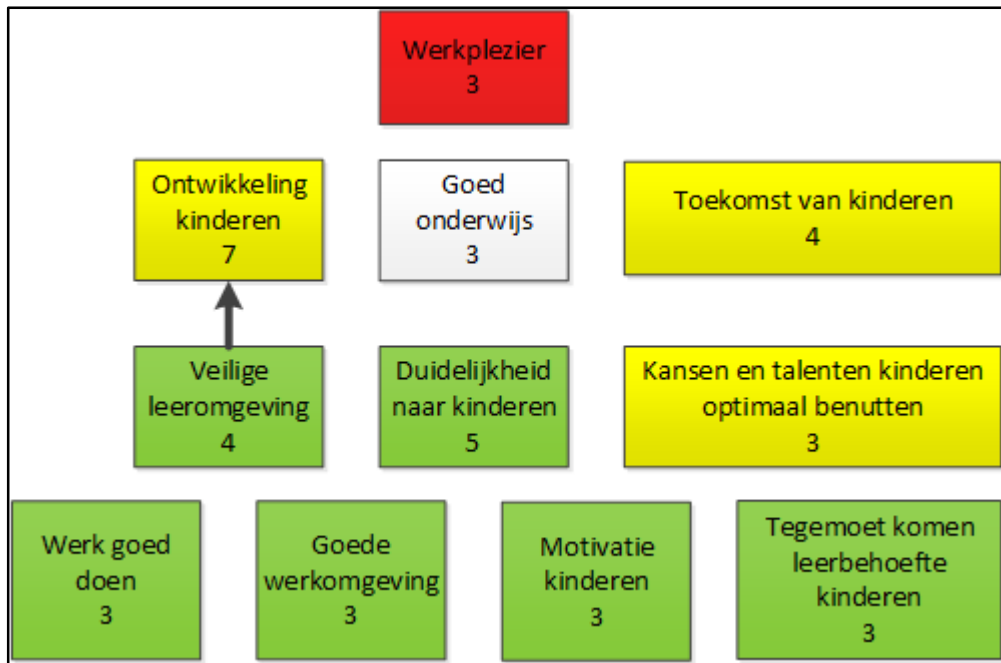 Werkplezier
3
Ontwikkeling
kinderen
7
Goed
onderwijs
3
Toekomst van kinderen
4
Veilige
leeromgeving
4
Duidelijkheid
naar kinderen
5
Kansen en talenten kinderen
optimaal benutten
3
Werk goed
doen
3
Goede
werkomgeving
3
Motivatie
kinderen
3
Tegemoet komen
leerbehoefte
kinderen
3